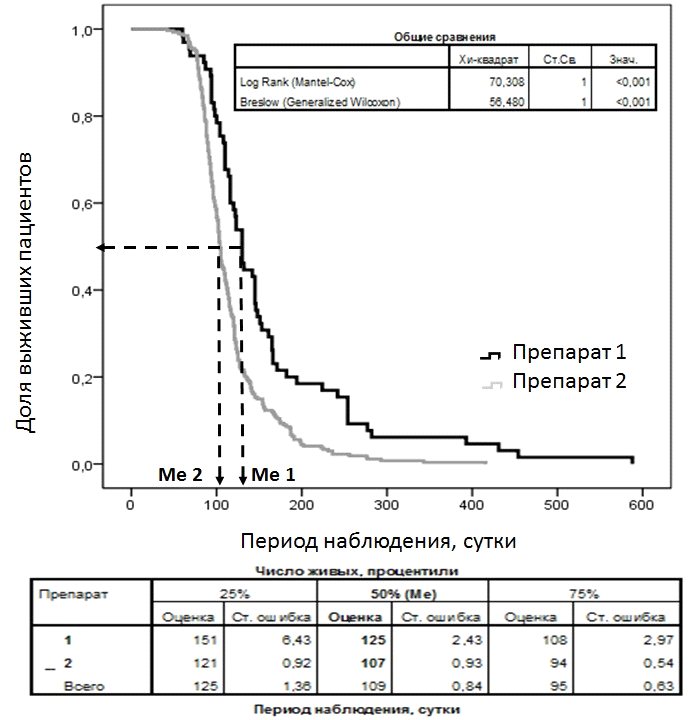 Общие сравнения
Хи-квадрат Ст.Св. Знач.
Log Rank (Mantel-Cox) 70,308 1 <0,001
Breslow (Generalized Wilcoxon) 56,480 1 <0,001
Доля выживших пациентов
1,0
0,8
0,6
0,4
0,2
0,0
Препарат 1
Препарат 2
Me 2 Me 1
0 100 200 300 400 500 600
Период наблюдения, сутки
Число живых, процентили
Препарат 25% 50% (Me) 75%
Оценка Ст. ошибка Оценка Ст. ошибка Оценка Ст. ошибка
1 151 6,43 125 2,43 108 2,97
2 121 0,92 107 0,93 94 0,54
Всего 125 1,36 109 0,84 95 0,63
Период наблюдения, сутки